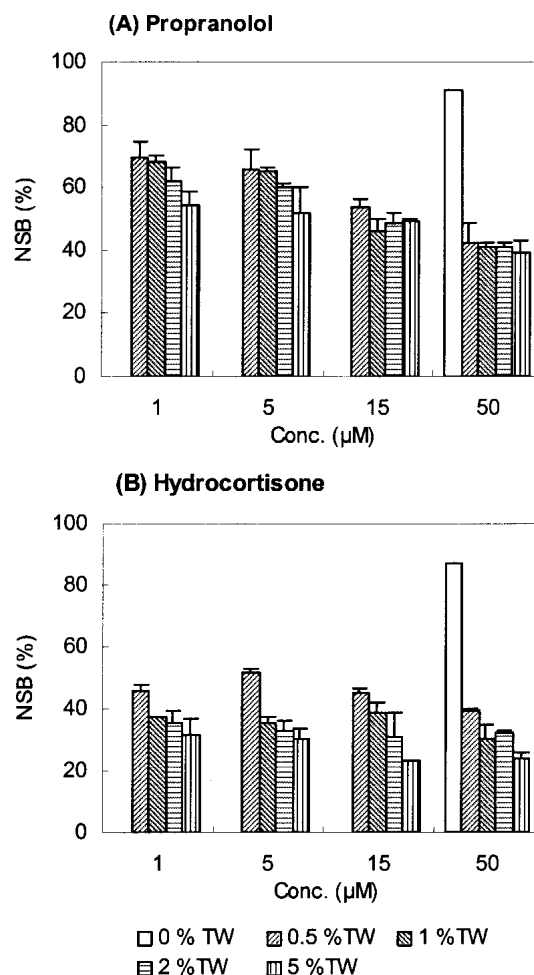 (A) Propranolol
100
80
60
40
20
0
NSB (%)
1 5 15 50
Conc. (µM)
(B) Hydrocortisone
100
80
60
40
20
0
NSB (%)
1 5 15 50
Conc. (µM)
0 % TW 0.5 %TW 1 %TW
2 %TW 5 %TW